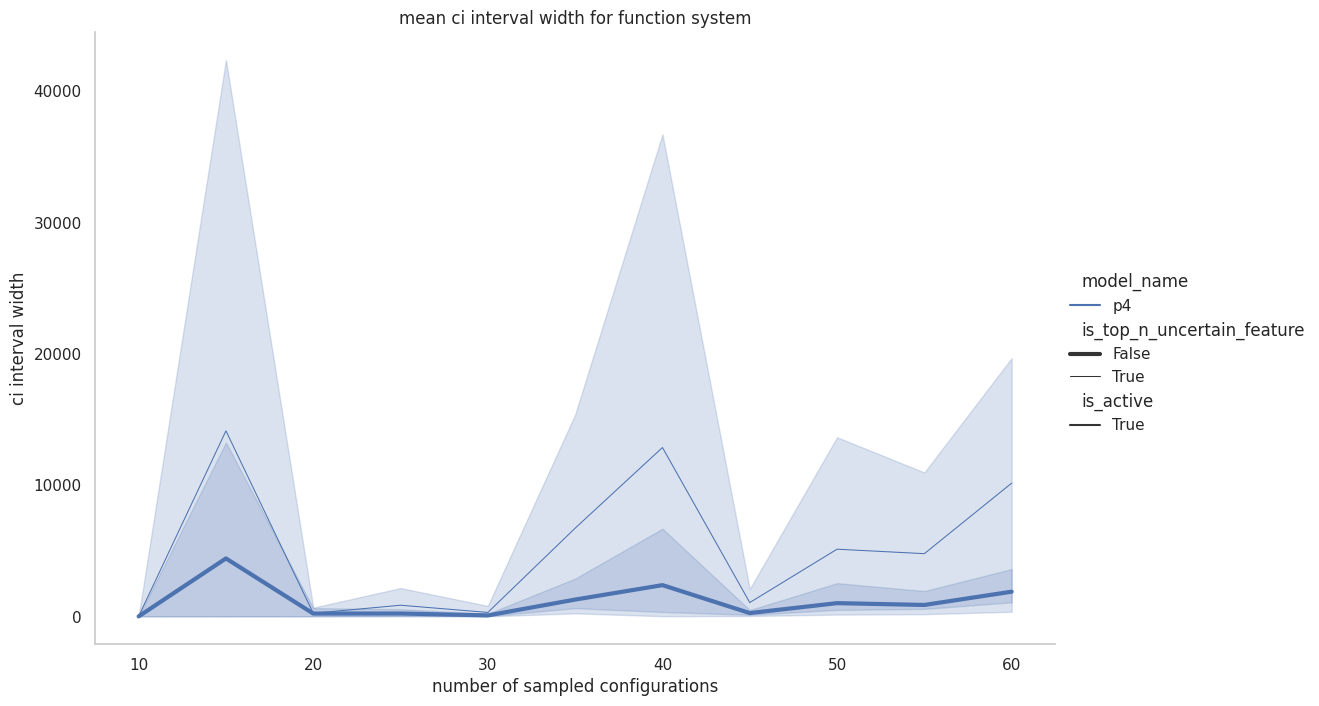 mean ci interval width for function system
40000
30000
20000
10000
0
ci interval width
10 20 30 40 50 60
number of sampled configurations
model_name
p4
is_top_n_uncertain_feature
False
True
is_active
True